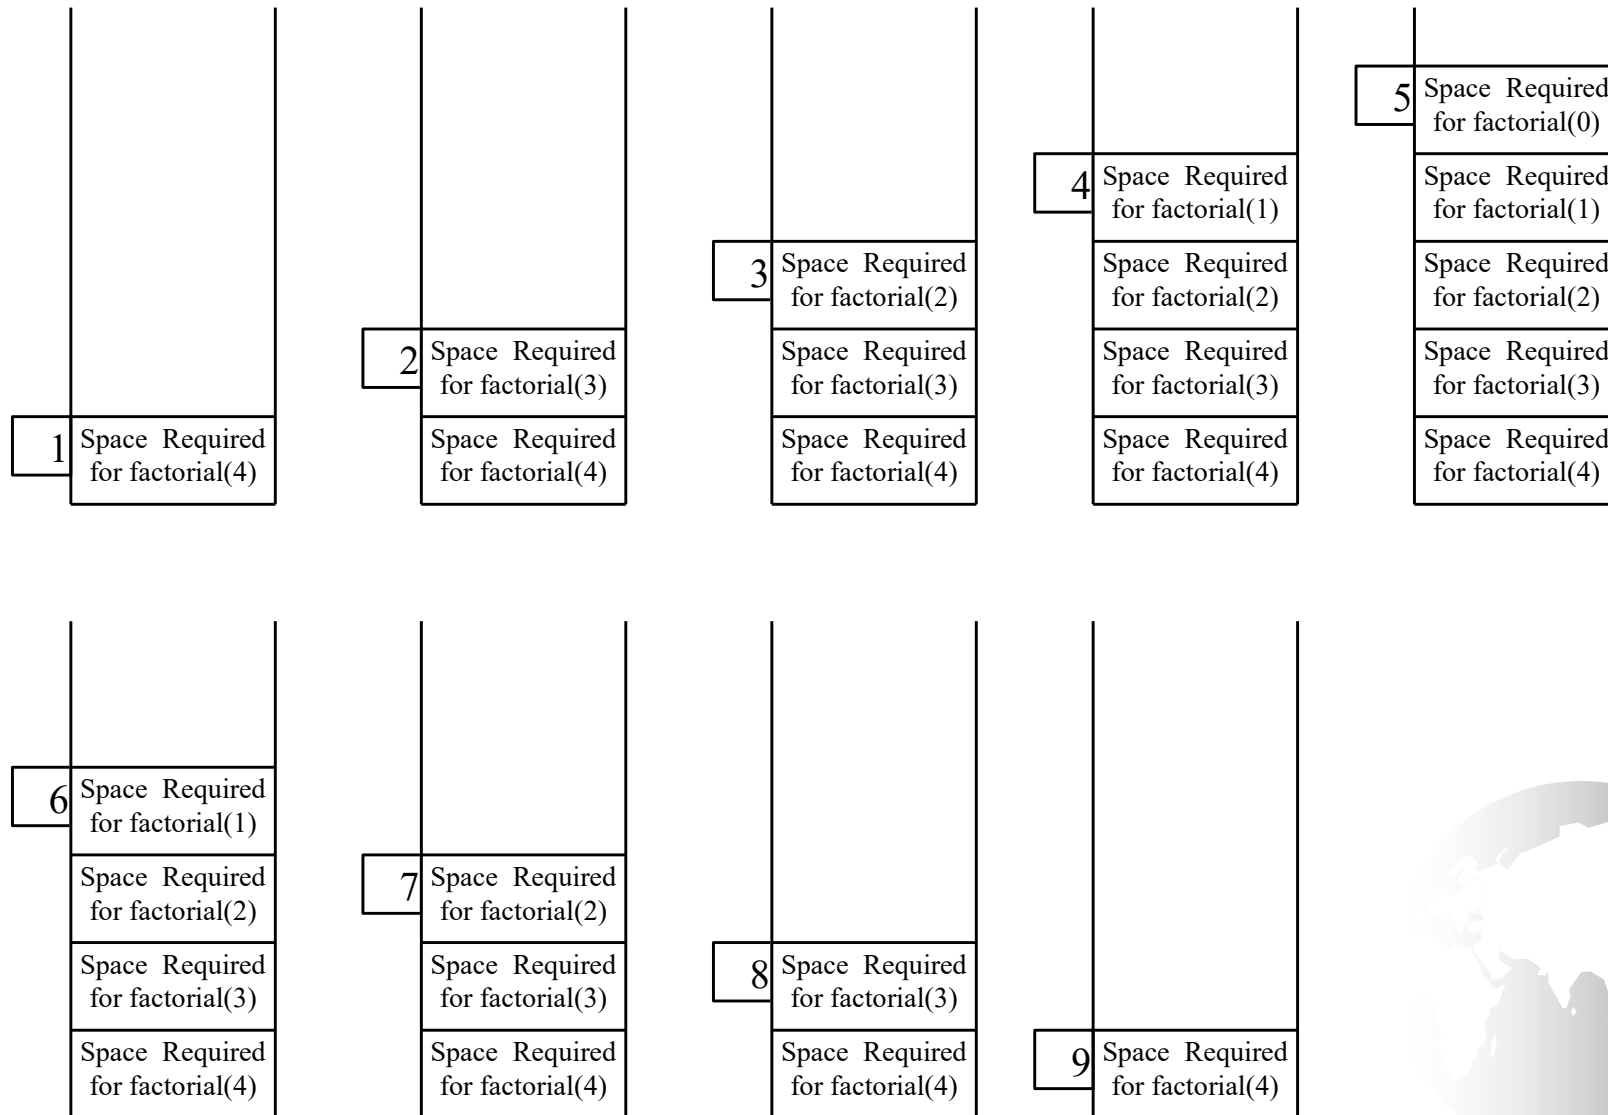 1
Space Required
for factorial(4)
2
Space Required
for factorial(3)
Space Required
for factorial(4)
3
Space Required
for factorial(2)
Space Required
for factorial(3)
Space Required
for factorial(4)
4
Space Required
for factorial(1)
Space Required
for factorial(2)
Space Required
for factorial(3)
Space Required
for factorial(4)
5
Space Required
for factorial(0)
Space Required
for factorial(1)
Space Required
for factorial(2)
Space Required
for factorial(3)
Space Required
for factorial(4)
6
Space Required
for factorial(1)
Space Required
for factorial(2)
Space Required
for factorial(3)
Space Required
for factorial(4)
7
Space Required
for factorial(2)
Space Required
for factorial(3)
Space Required
for factorial(4)
8
Space Required
for factorial(3)
Space Required
for factorial(4)
9
Space Required
for factorial(4)